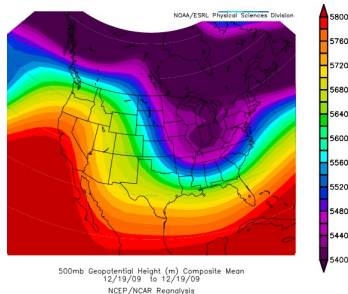 NOAA/ESRL Physical Sciences Division
5800
5760
5720
5680
5640
5600
5560
5520
5480
5440
5400
500mb Geopotential Height (m) Composite Mean
12/19/09 to 12/19/09
NCEP/NCAR Reanalysis